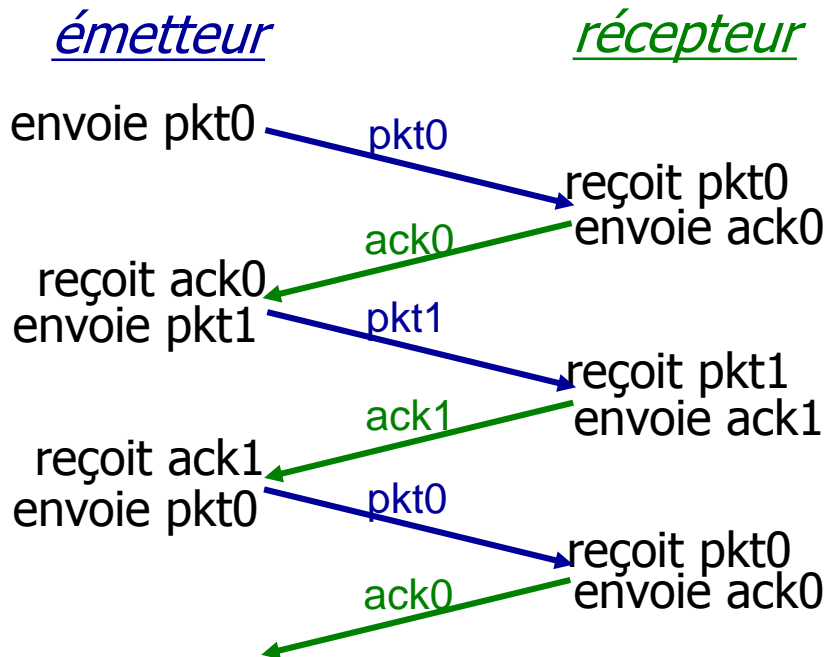 émetteur
récepteur
envoie pkt0
pkt0
reçoit pkt0
envoie ack0
ack0
reçoit ack0
envoie pkt1
pkt1
reçoit pkt1
envoie ack1
ack1
reçoit ack1
envoie pkt0
pkt0
reçoit pkt0
envoie ack0
ack0